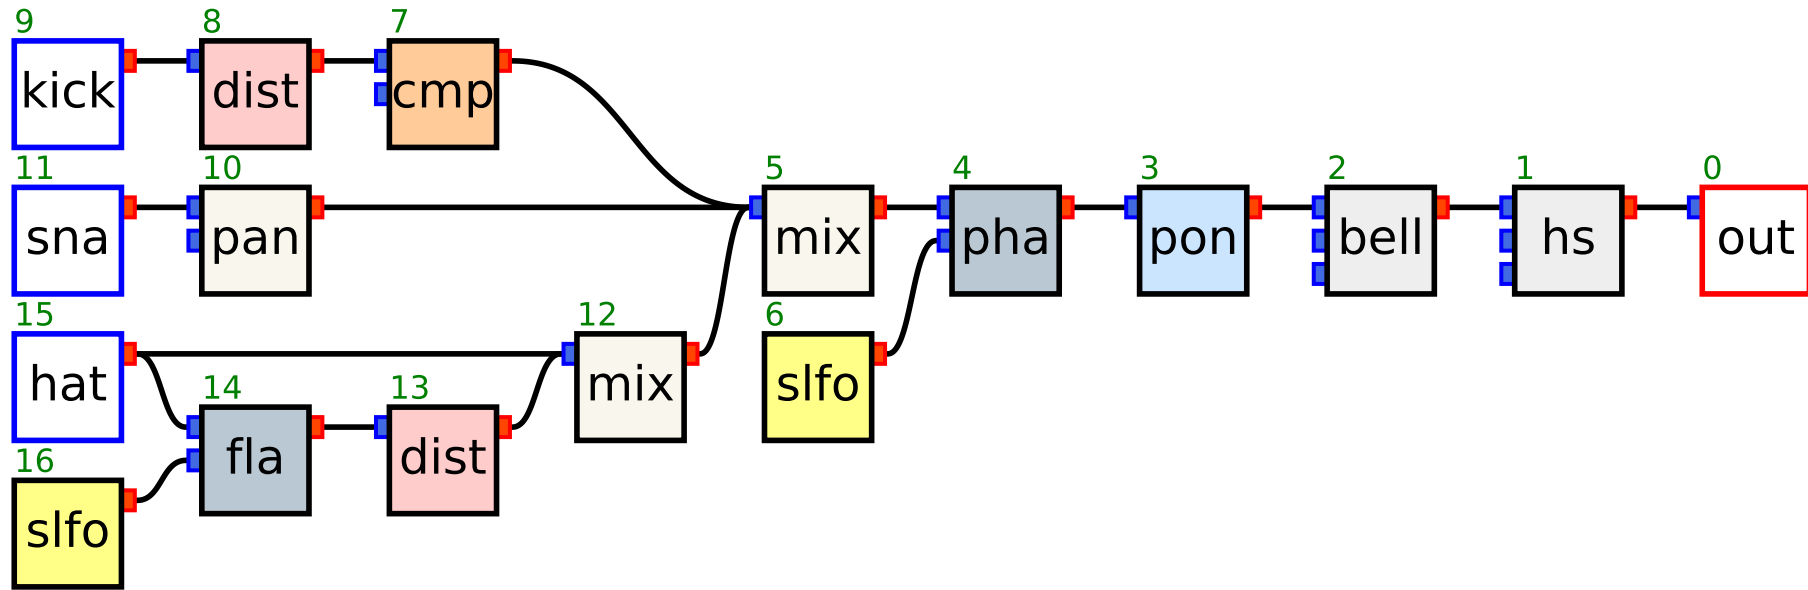 9 8 7
kick dist cmp
11 10 5 4 3 2 1 0
sna pan mix pha pon bell hs out
15 12 6
hat mix slfo
14 13
fla dist
16
slfo